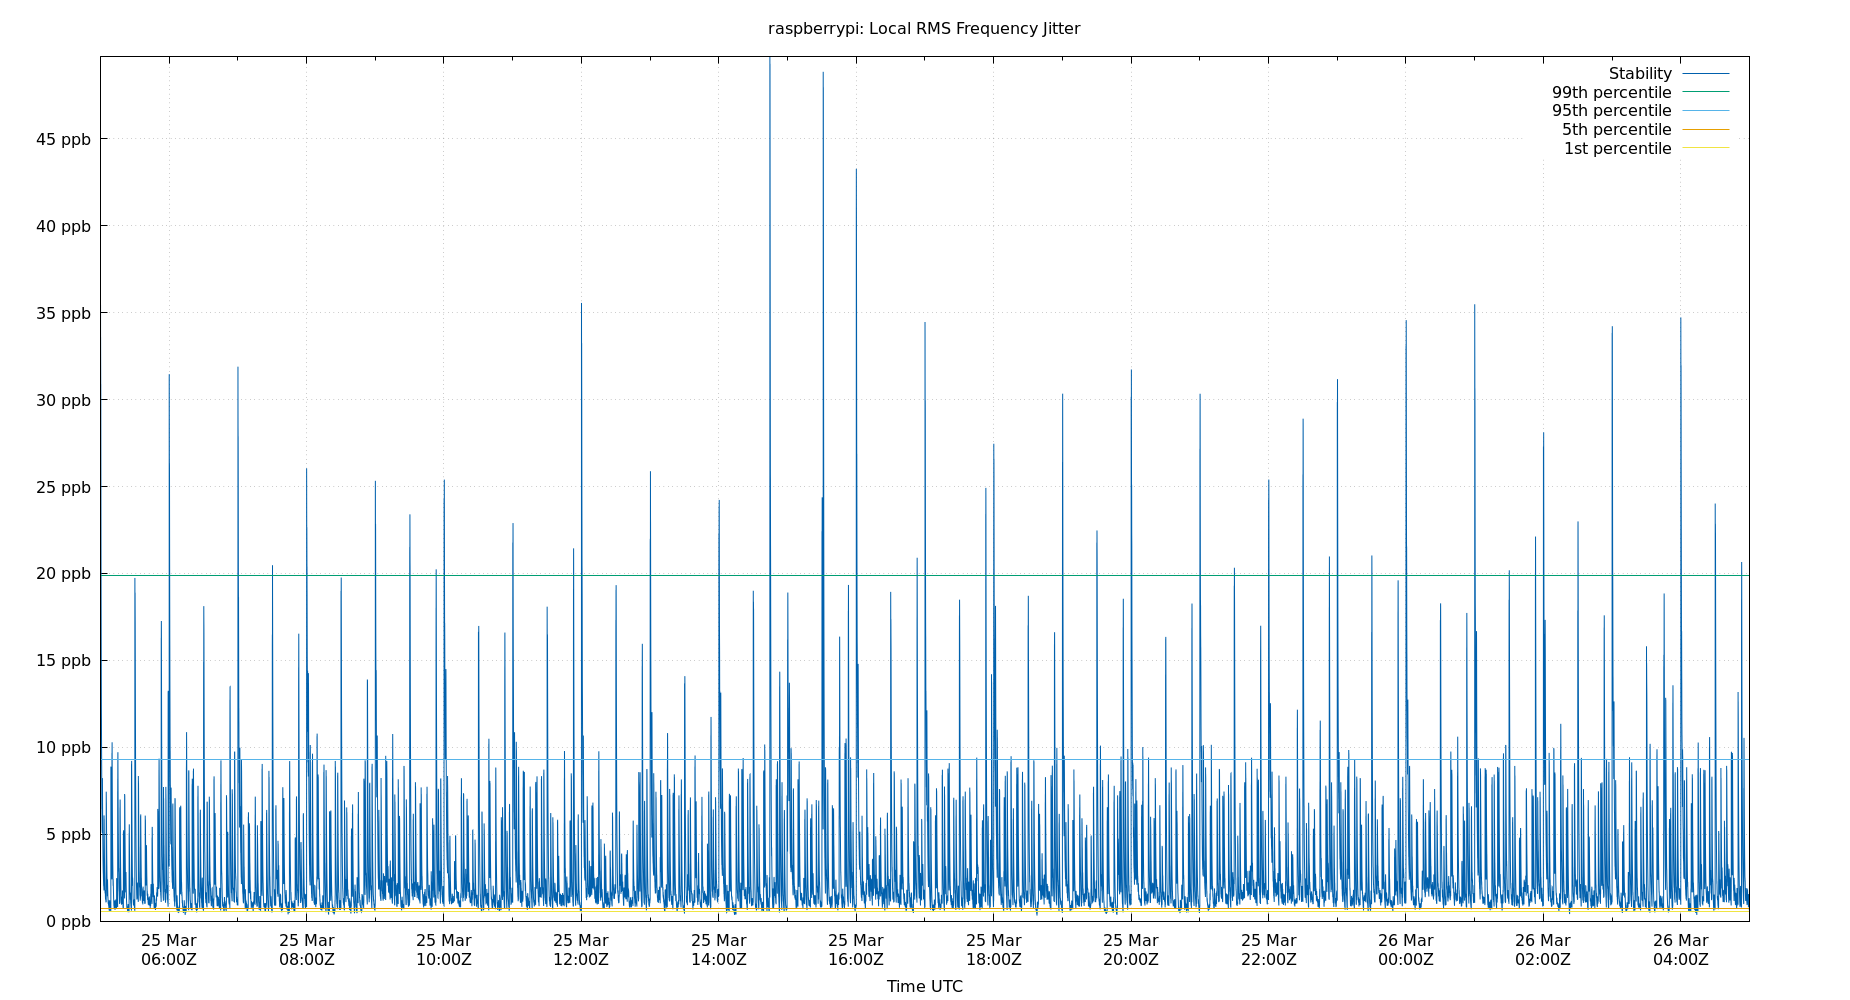 raspberrypi: Local RMS Frequency Jitter
Stability
99th percentile
95th percentile
5th percentile
1st percentile
45 ppb
40 ppb
35 ppb
30 ppb
25 ppb
20 ppb
15 ppb
10 ppb
5 ppb
0 ppb
25 Mar 25 Mar 25 Mar 25 Mar 25 Mar 25 Mar 25 Mar 25 Mar 25 Mar 26 Mar 26 Mar 26 Mar
06:00Z 08:00Z 10:00Z 12:00Z 14:00Z 16:00Z 18:00Z 20:00Z 22:00Z 00:00Z 02:00Z 04:00Z
Time UTC